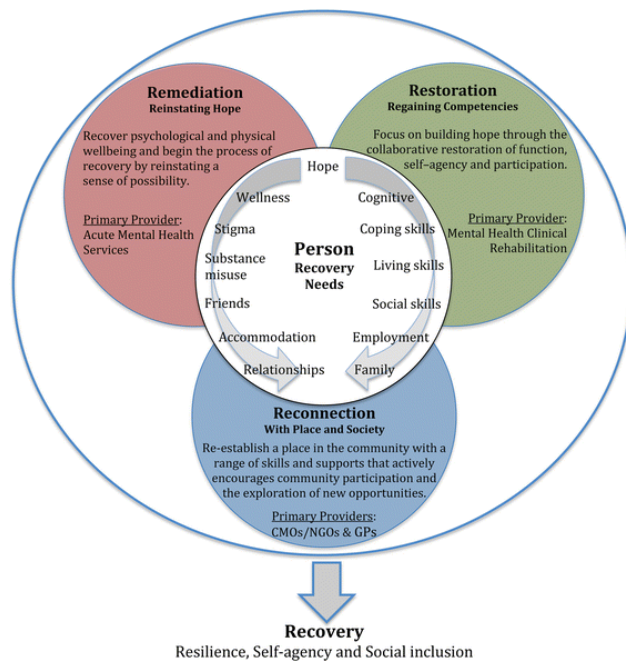 Remediation
Reinstating Hope
Recover psychological and physical
wellbeing and begin the process of
recovery by reinstating a
sense of possibility.
Primary Provider:
Acute Mental Health
Services
Restoration
Regaining Competencies
Focus on building hope through the
collaborative restoration of function,
self–agency and participation.
Primary Provider:
Mental Health Clinical
Rehabilitation
Hope
Wellness
Stigma
Substance
misuse
Friends
Accommodation
Relationships
Person
Recovery
Needs
Cognitive
Coping skills
Living skills
Social skills
Employment
Family
Reconnection
With Place and Society
Re-establish a place in the community with a
range of skills and supports that actively
encourages community participation and
the exploration of new opportunities.
Primary Providers:
CMOs/NGOs & GPs
Recovery
Resilience, Self-agency and Social inclusion